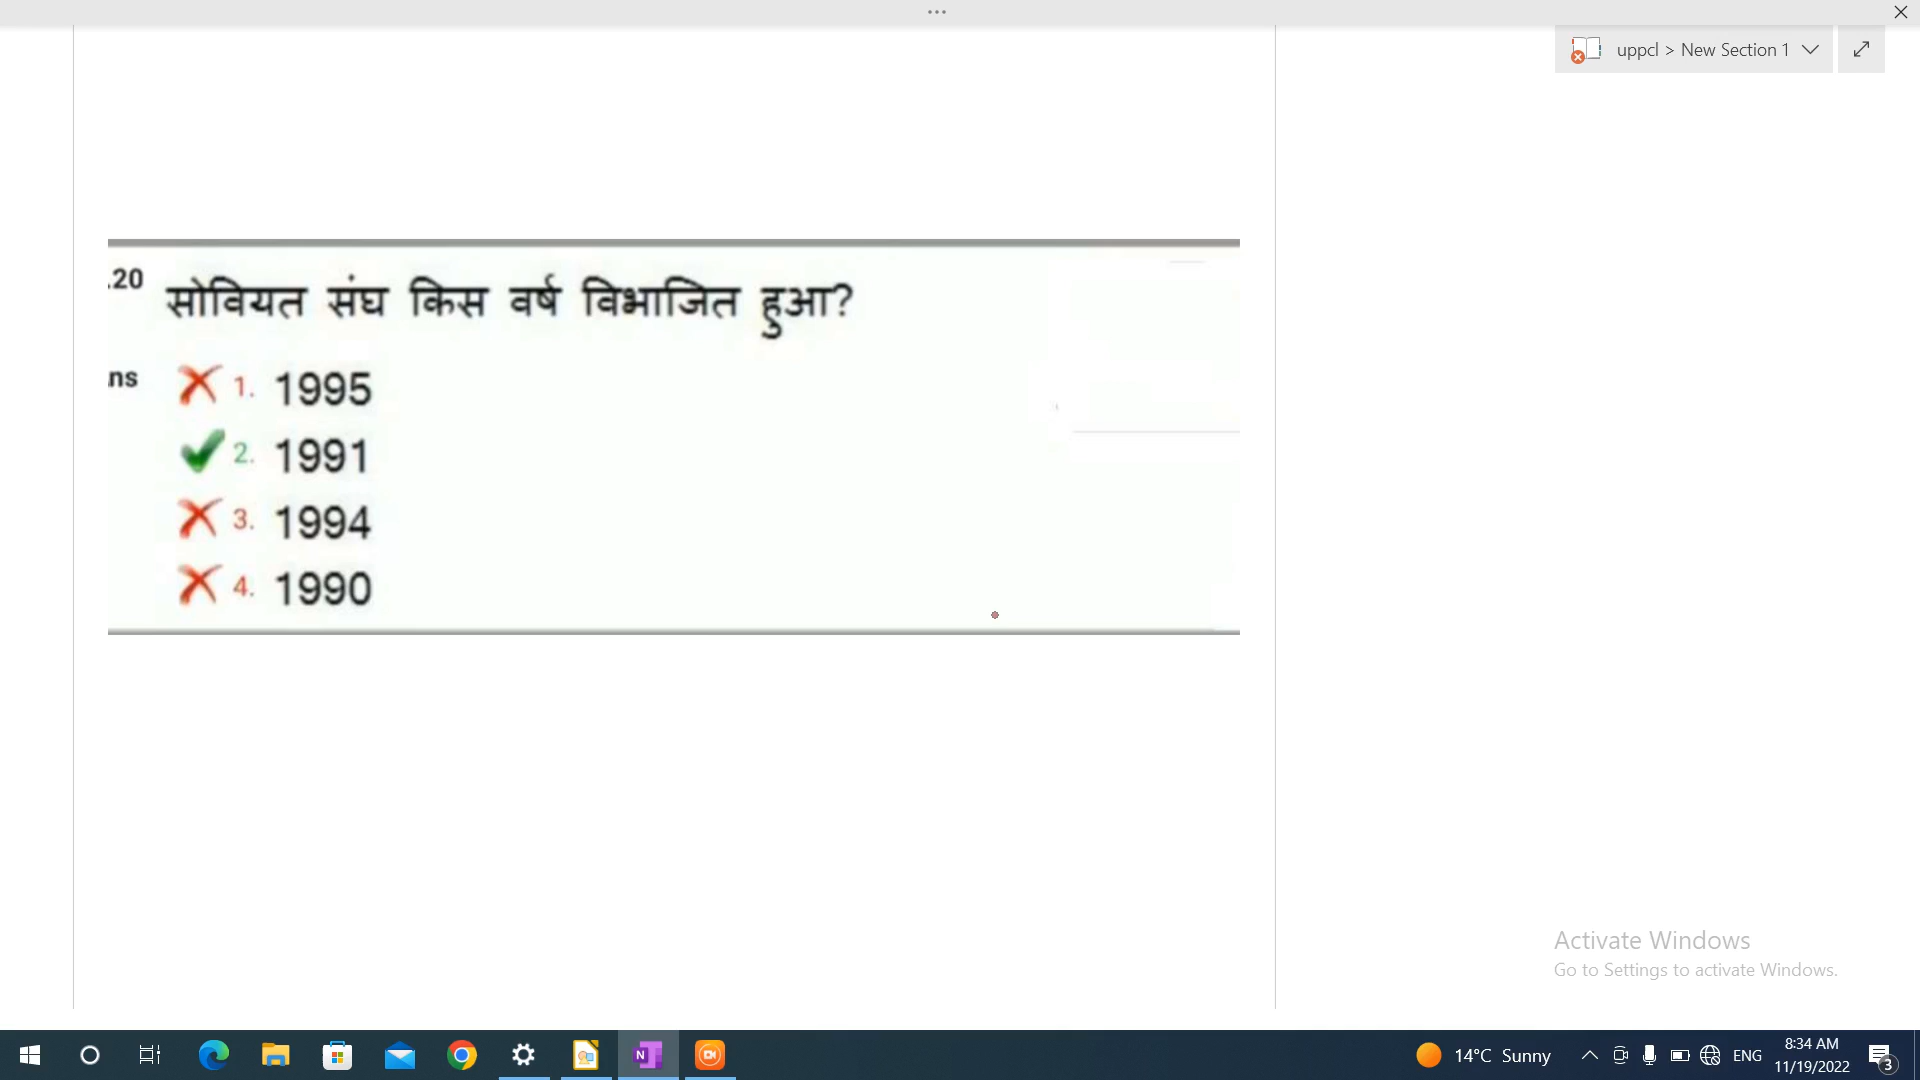 uppcl > New Section 1
.20 सोवियत संघ किस वर्ष विभाजित हुआ?
ns 1. 1995
2. 1991
3. 1994
4. 1990
Activate Windows
Go to Settings to activate Windows.
14°C Sunny ENG 8:34 AM
11/19/2022 3